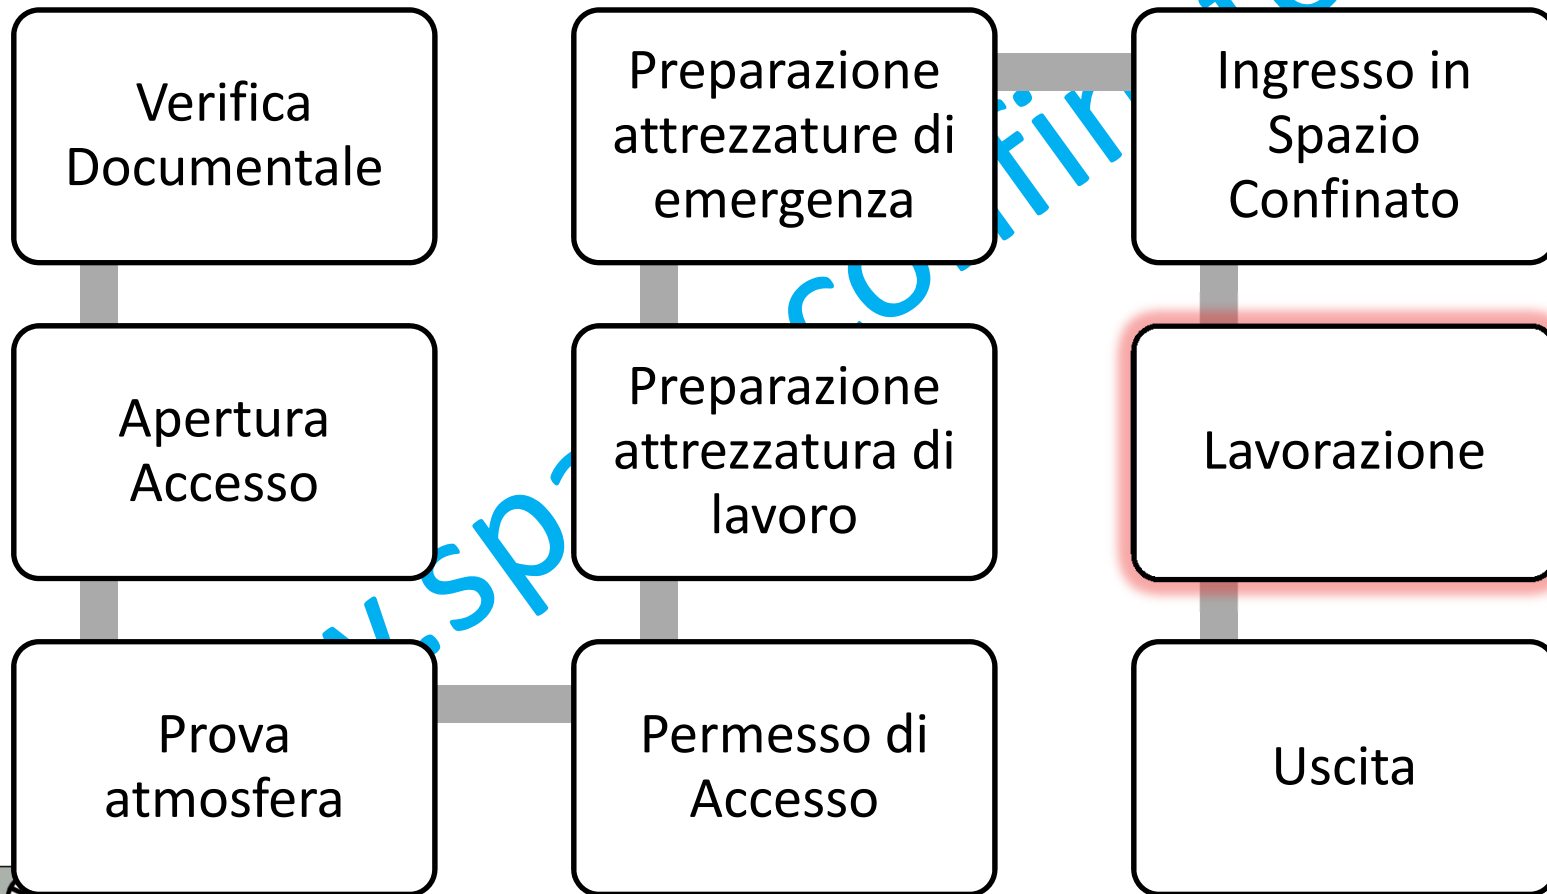 Verifica
Documentale
Apertura
Accesso
Prova
atmosfera
Permesso di
Accesso
Preparazione
attrezzatura di
lavoro
Preparazione
attrezzature di
emergenza
Ingresso in
Spazio
Confinato
Lavorazione
Uscita